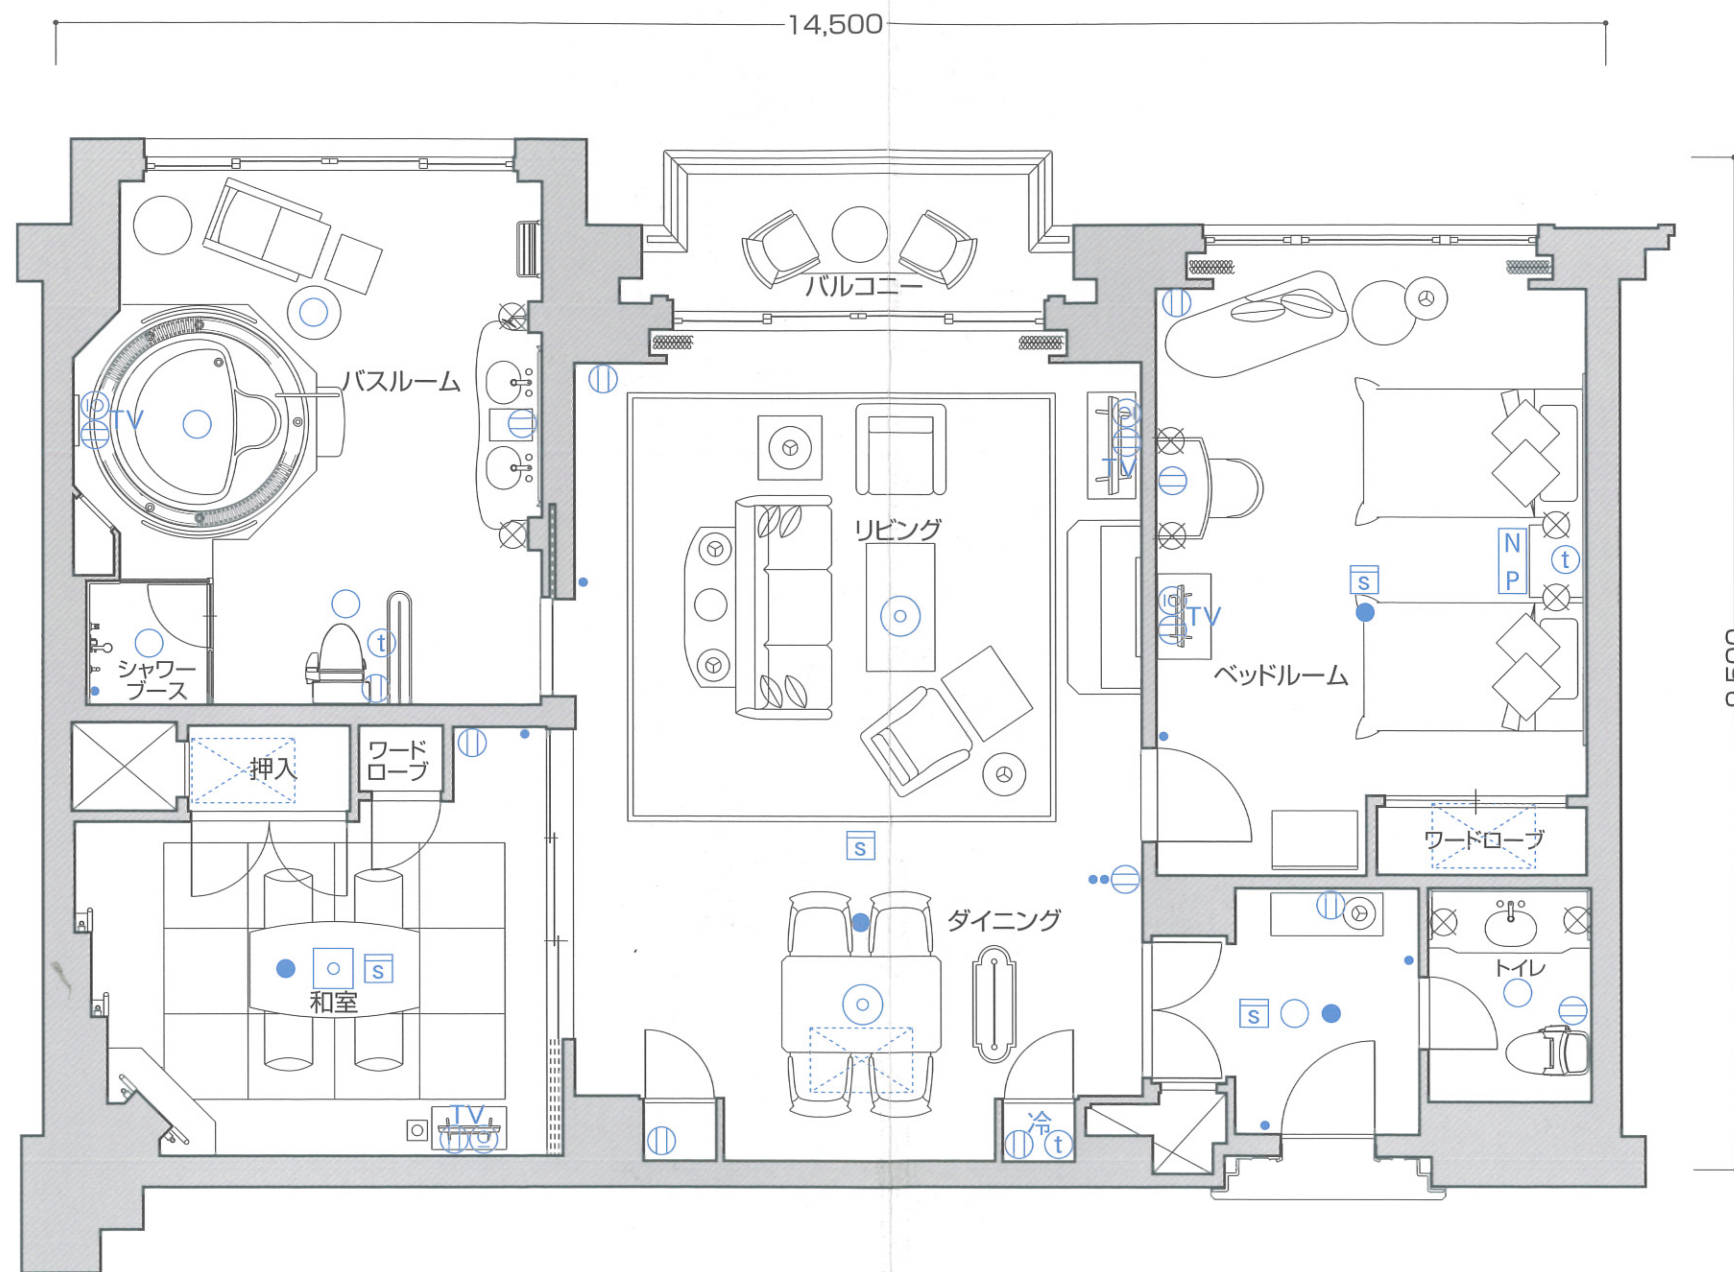 14,500
バルコニー
バスルーム
TV
TV
リビング
N
P
t
s
TV
t
シャワー
ブース
ベッドルーム
ワード
ローブ
押入
s
ワードローブ
ダイニング
トイレ
s
和室
s
TV
冷
t